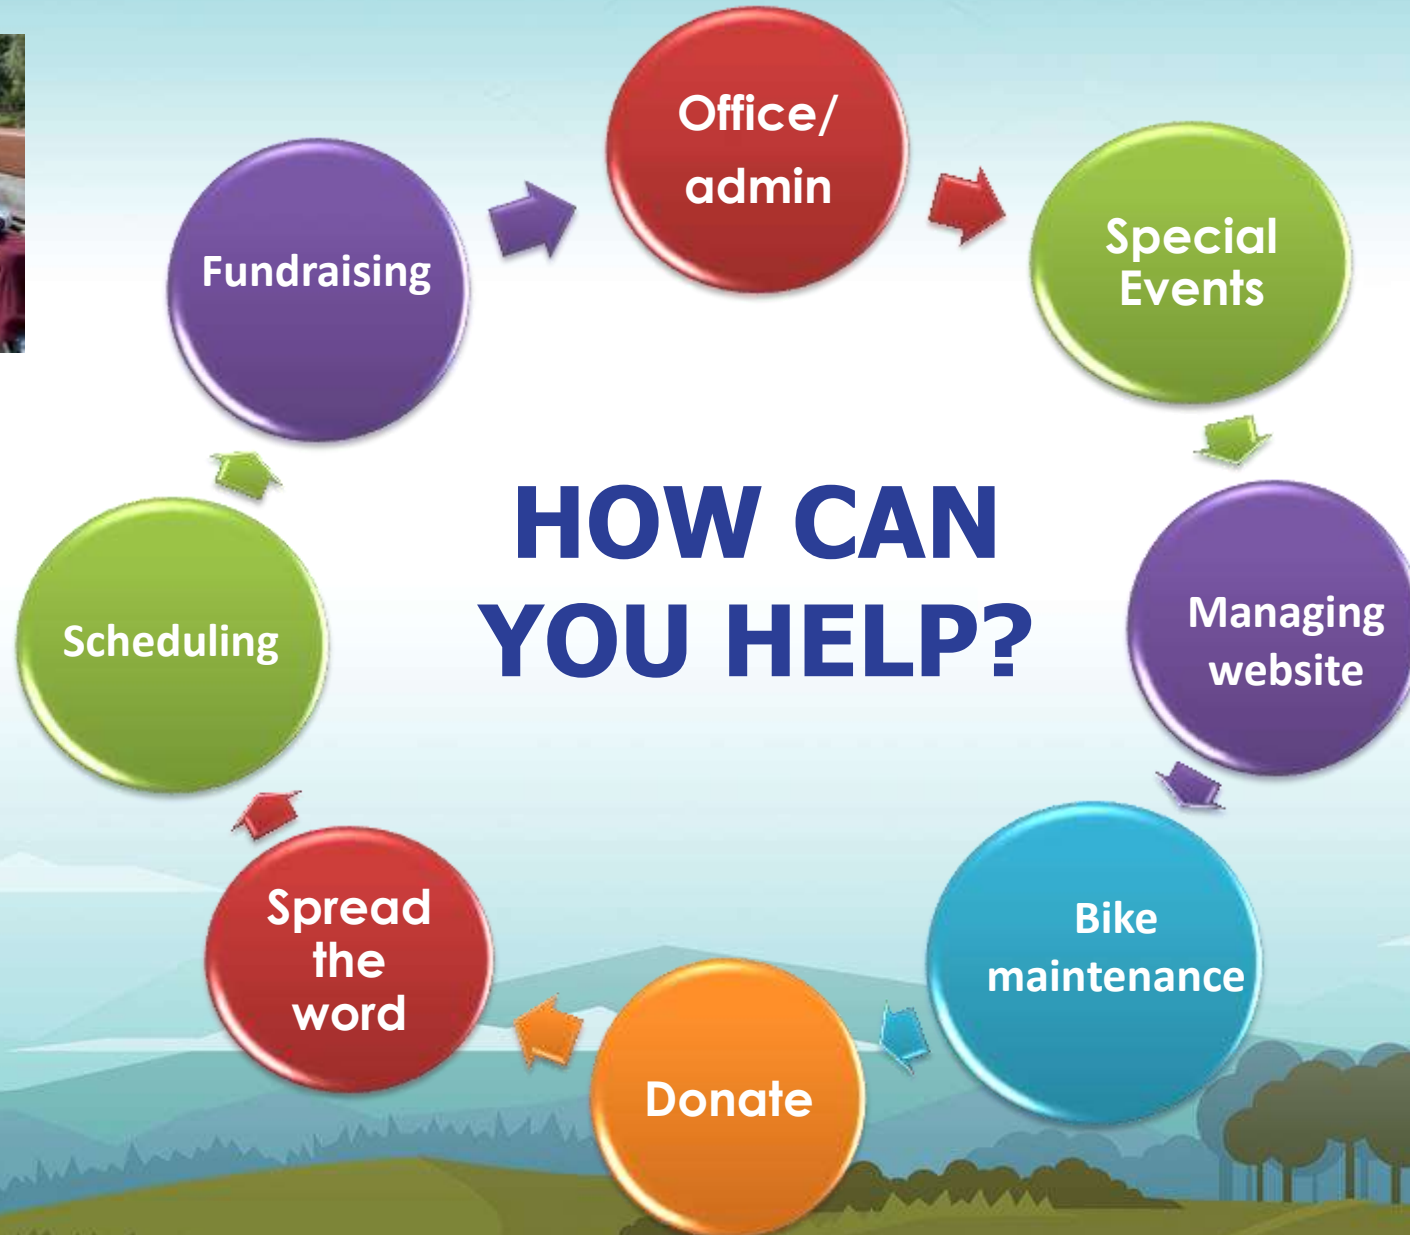 Office/
admin
Special
Events
Fundraising
HOW CAN
YOU HELP?
Managing
website
Scheduling
Bike
maintenance
Spread
the
word
Donate